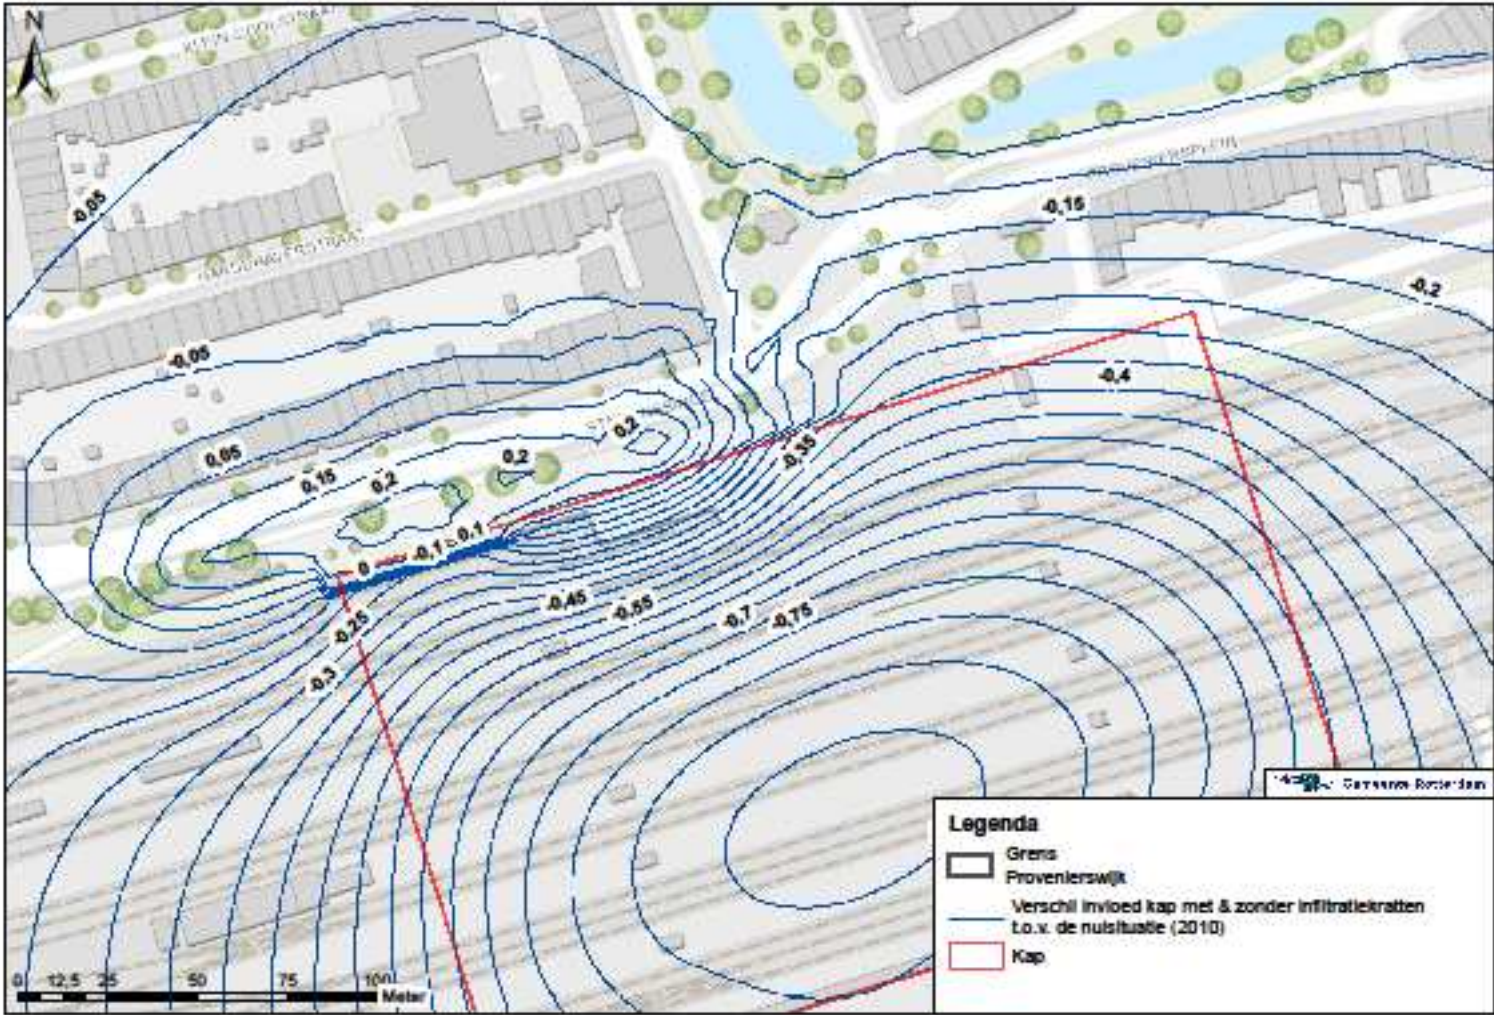 N
-0,05
-0,15
-0,2
-0,05
-0,4
0,2
0,05
0,2
-0,35
0,15
0,2
0,1
-0,1
0
-0,45
-0,55
-0,7
-0,75
-0,25
-0,3
Gemeente Rotterdam
Legenda
Grens
Provenierswijk
Verschil invloed kap met & zonder infiltratiekratten
t.o.v. de nulsituatie (2010)
Kap
0 12,5 25 50 75 100
Meter